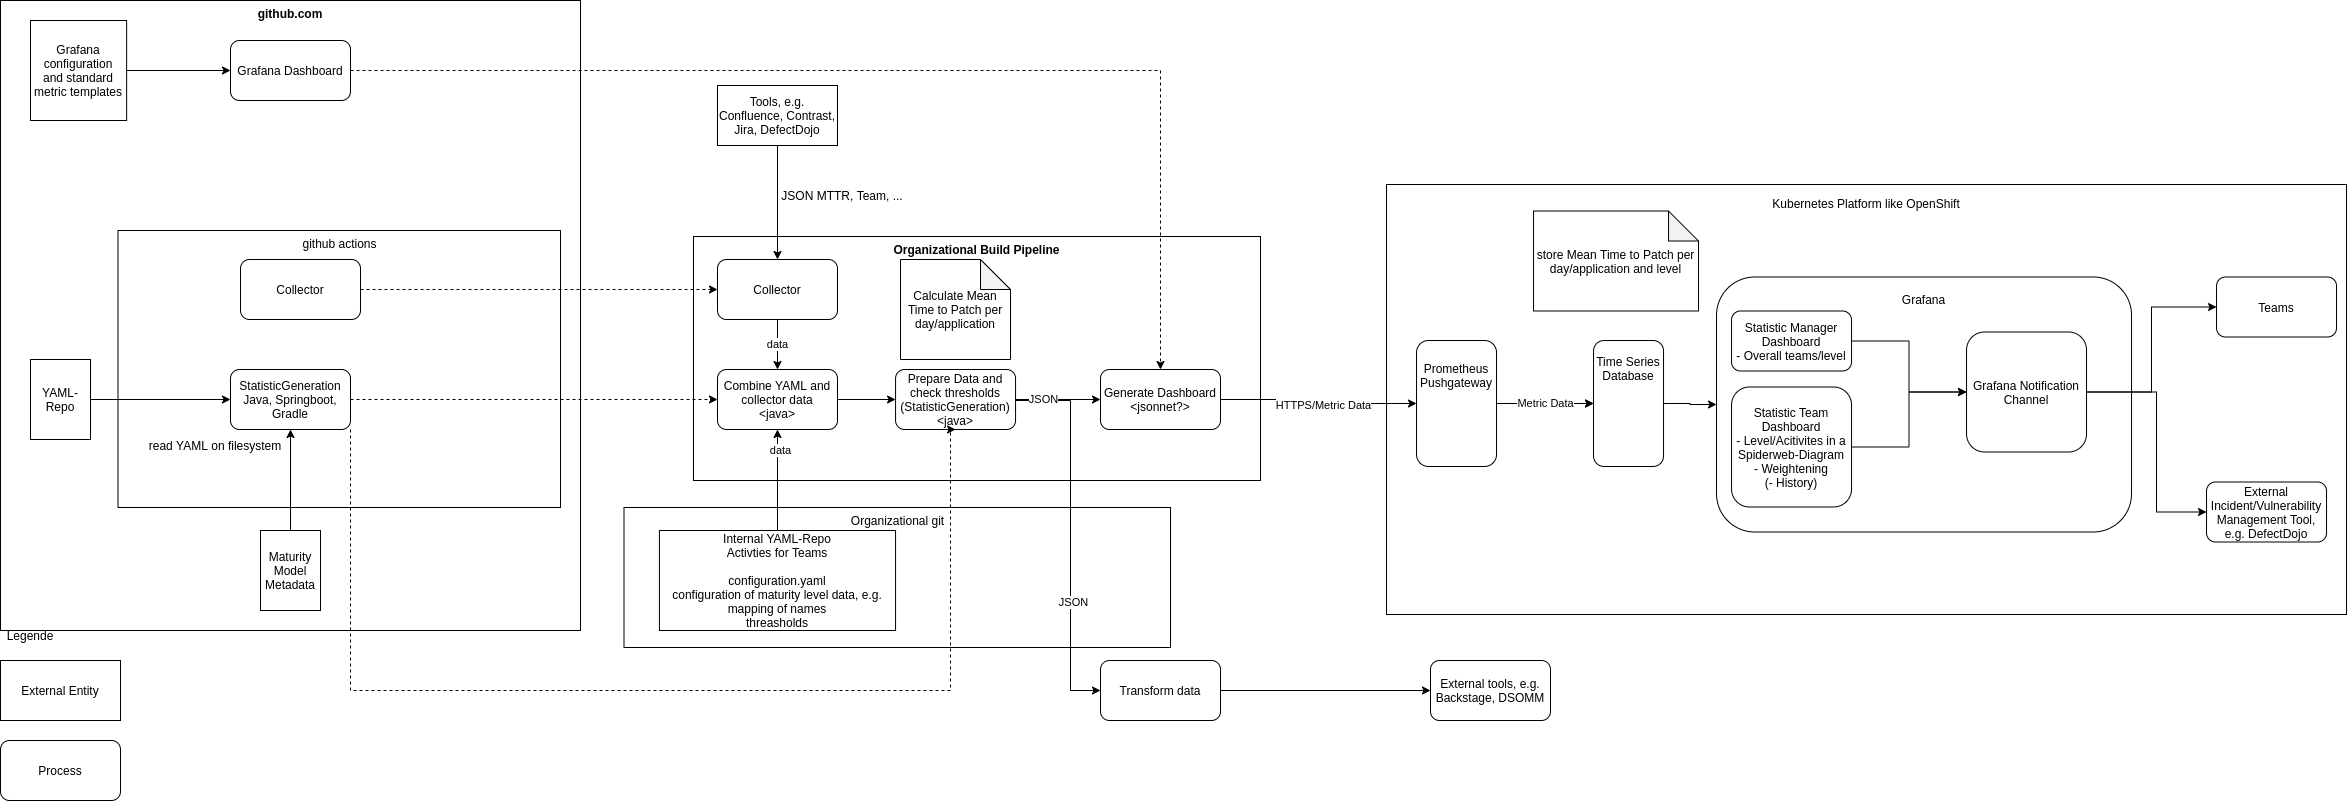 github.com
Grafana
configuration
and standard
metric templates
Grafana Dashboard
github actions
Collector
YAML-
Repo
StatisticGeneration
Java, Springboot,
Gradle
read YAML on filesystem
Maturity
Model
Metadata
Tools, e.g.
Confluence, Contrast,
Jira, DefectDojo
JSON MTTR, Team, ...
Organizational Build Pipeline
Collector
Calculate Mean
Time to Patch per
day/application
data
Combine YAML and
collector data
<java>
Prepare Data and
check thresholds
(StatisticGeneration)
<java>
JSON
Generate Dashboard
<jsonnet?>
data
Organizational git
Internal YAML-Repo
Activties for Teams
configuration.yaml
configuration of maturity level data, e.g.
mapping of names
threasholds
JSON
Transform data
External tools, e.g.
Backstage, DSOMM
HTTPS/Metric Data
Kubernetes Platform like OpenShift
store Mean Time to Patch per
day/application and level
Prometheus
Pushgateway
Metric Data
Time Series
Database
Grafana
Statistic Manager
Dashboard
- Overall teams/level
Statistic Team
Dashboard
- Level/Acitivites in a
Spiderweb-Diagram
- Weightening
(- History)
Grafana Notification
Channel
Teams
External
Incident/Vulnerability
Management Tool,
e.g. DefectDojo
Legende
External Entity
Process